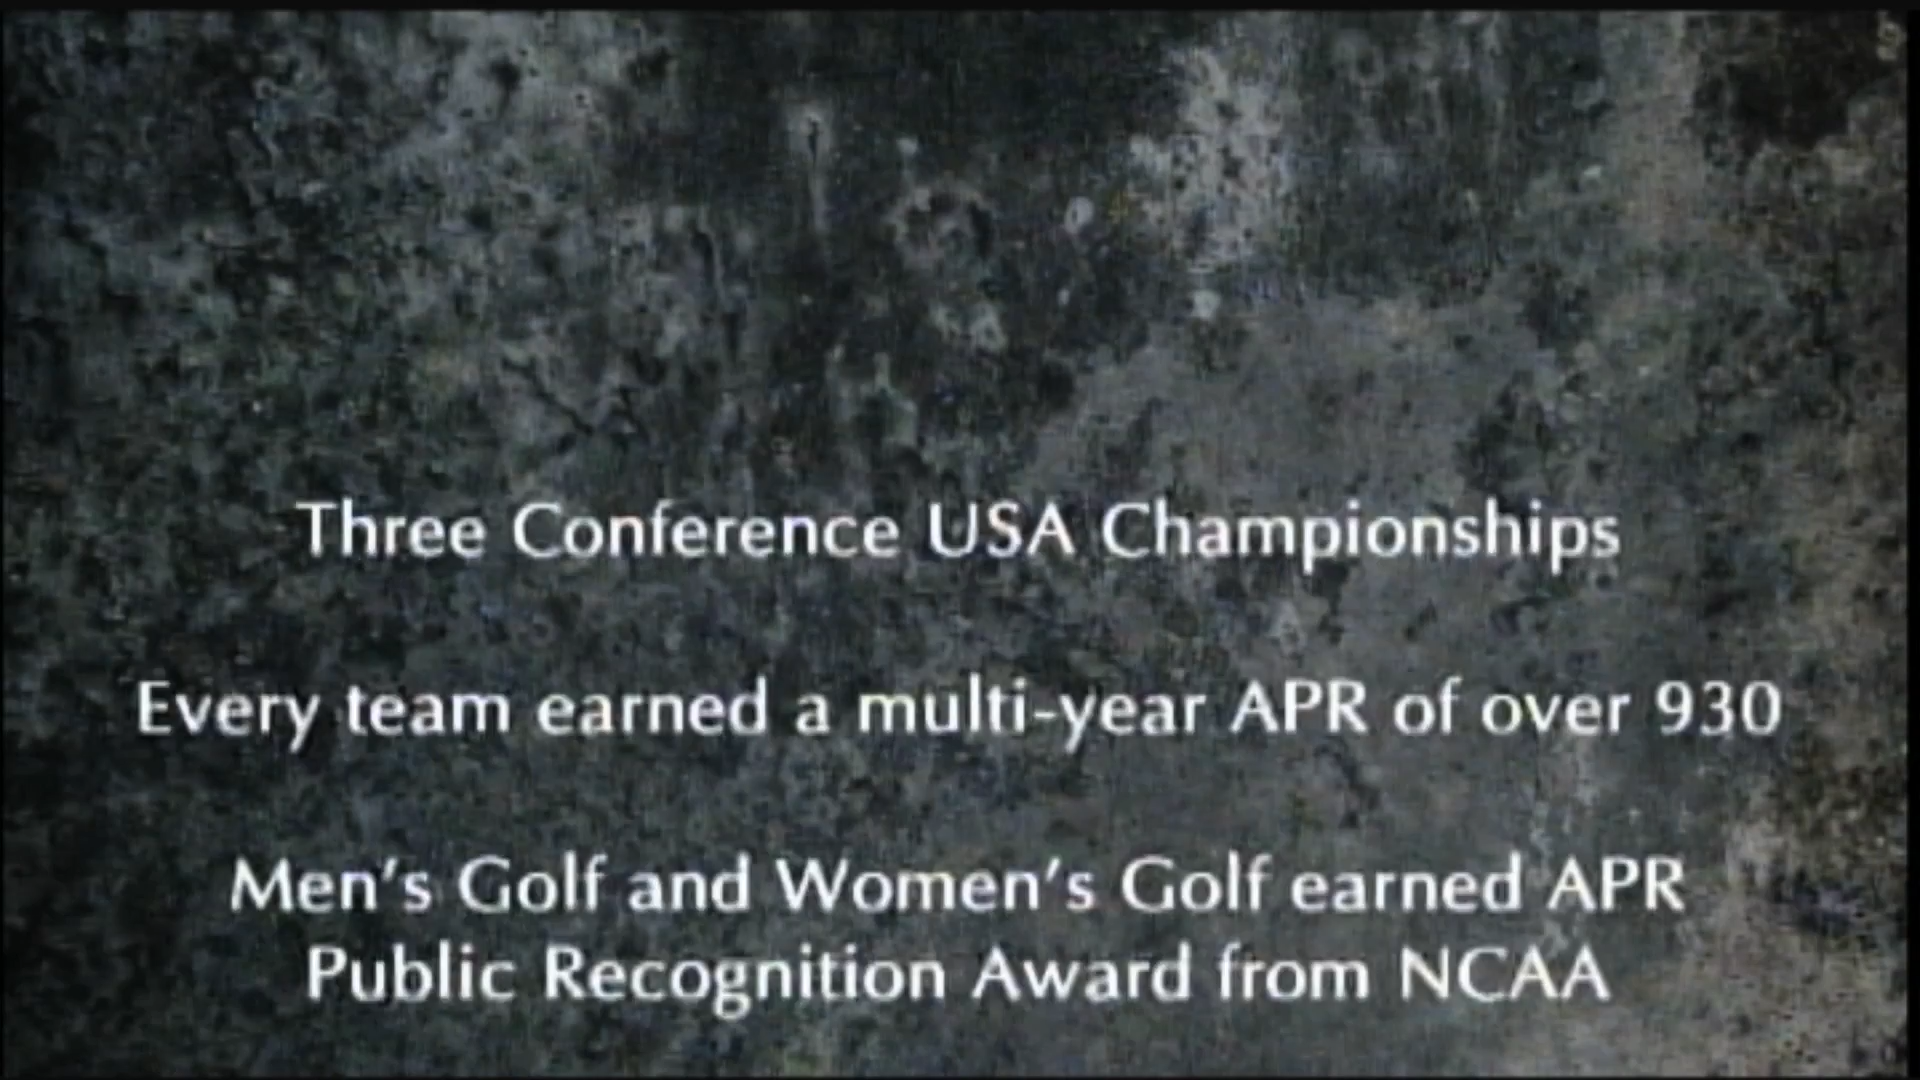 Three Conference USA Championships
Every team earned a multi-year APR of over 930
Men's Golf and Women's Golf earned APR
Public Recognition Award from NCAA